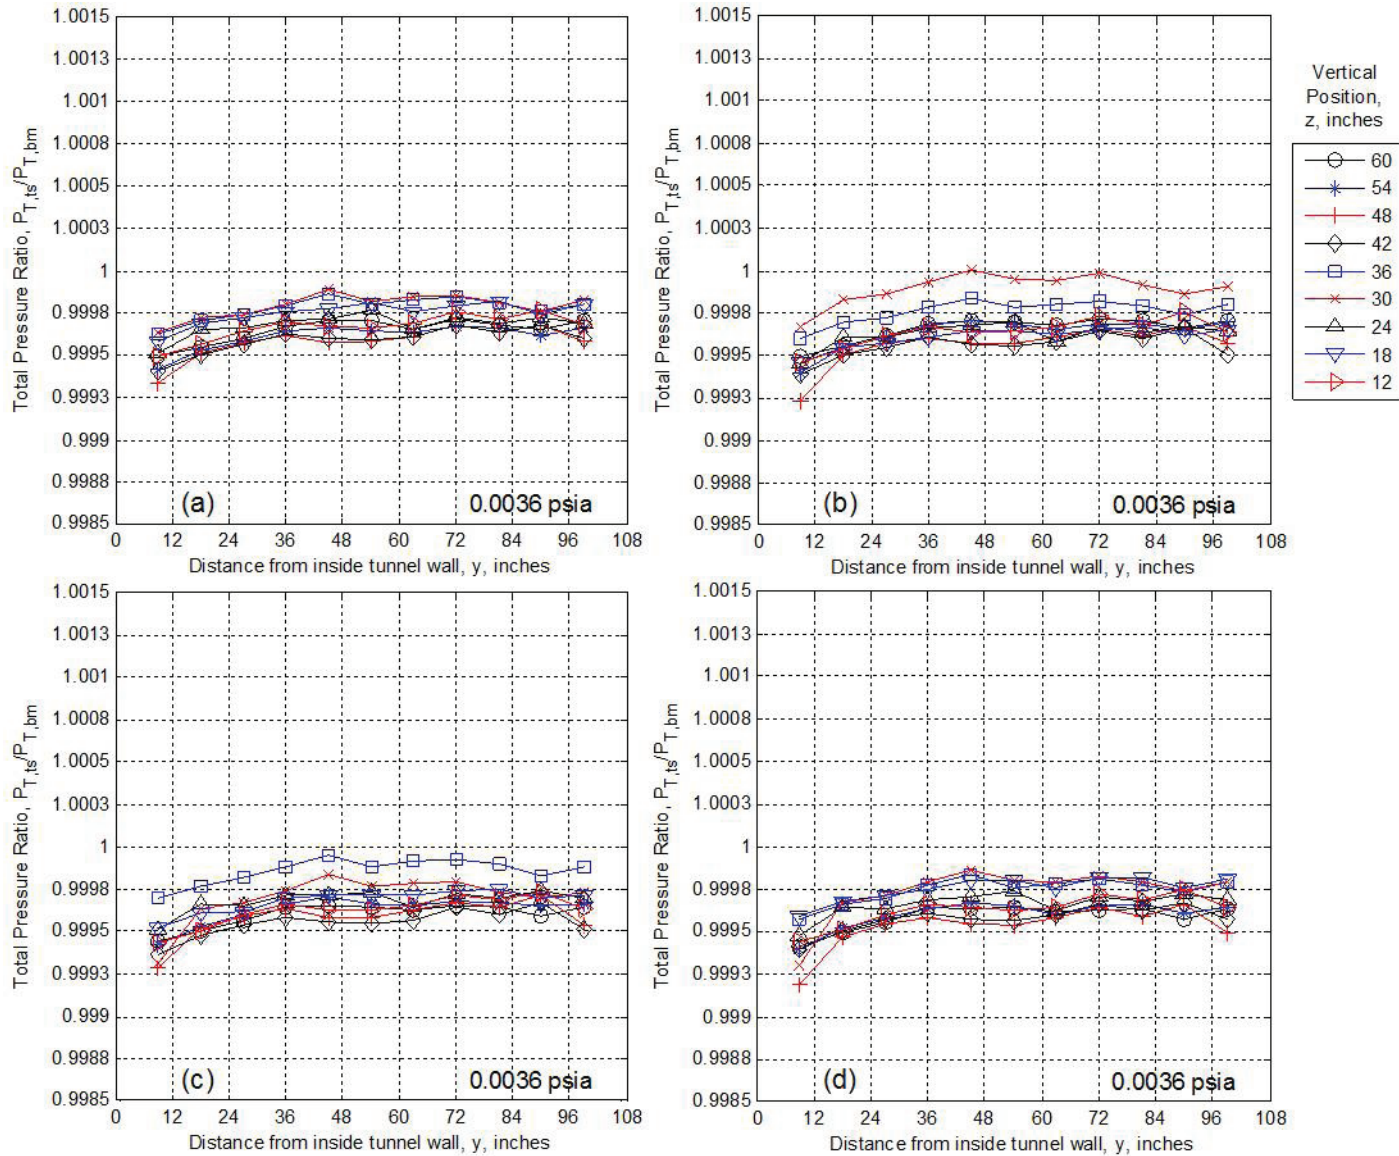 1.0015
1.0013
1.001
1.0008
1.0005
1.0003
1
0.9998
0.9995
0.9993
0.999
0.9988
0.9985
Total Pressure Ratio, P_T,ts/P_T,bm
(a)
0.0036 psia
0 12 24 36 48 60 72 84 96 108
Distance from inside tunnel wall, y, inches
1.0015
1.0013
1.001
1.0008
1.0005
1.0003
1
0.9998
0.9995
0.9993
0.999
0.9988
0.9985
Total Pressure Ratio, P_T,ts/P_T,bm
(b)
0.0036 psia
0 12 24 36 48 60 72 84 96 108
Distance from inside tunnel wall, y, inches
Vertical
Position,
z, inches
60
54
48
42
36
30
24
18
12
1.0015
1.0013
1.001
1.0008
1.0005
1.0003
1
0.9998
0.9995
0.9993
0.999
0.9988
0.9985
Total Pressure Ratio, P_T,ts/P_T,bm
(c)
0.0036 psia
0 12 24 36 48 60 72 84 96 108
Distance from inside tunnel wall, y, inches
1.0015
1.0013
1.001
1.0008
1.0005
1.0003
1
0.9998
0.9995
0.9993
0.999
0.9988
0.9985
Total Pressure Ratio, P_T,ts/P_T,bm
(d)
0.0036 psia
0 12 24 36 48 60 72 84 96 108
Distance from inside tunnel wall, y, inches